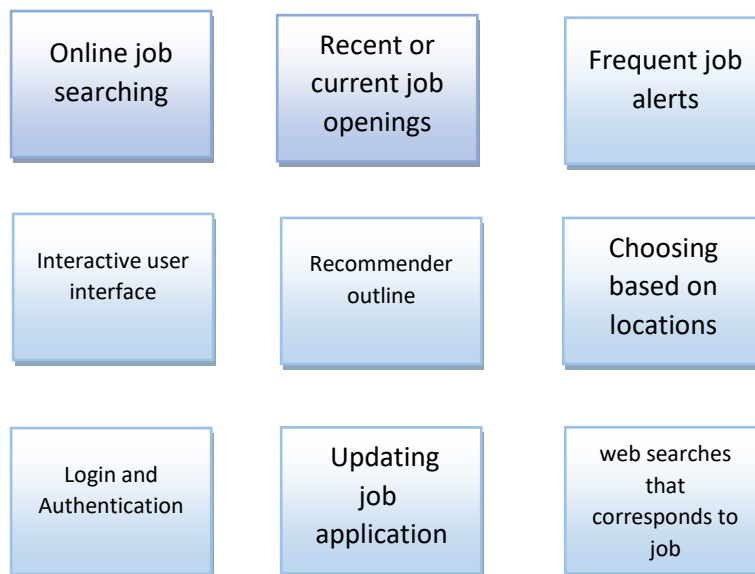 Online job
searching
Recent or
current job
openings
Frequent job
alerts
Interactive user
interface
Recommender
outline
Choosing
based on
locations
Login and
Authentication
Updating
job
application
web searches
that
corresponds to
job